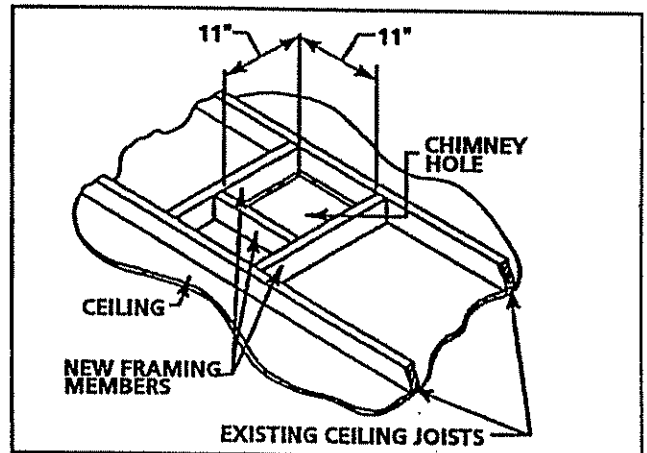 11" 11"
CHIMNEY
HOLE
CEILING
NEW FRAMING
MEMBERS
EXISTING CEILING JOISTS